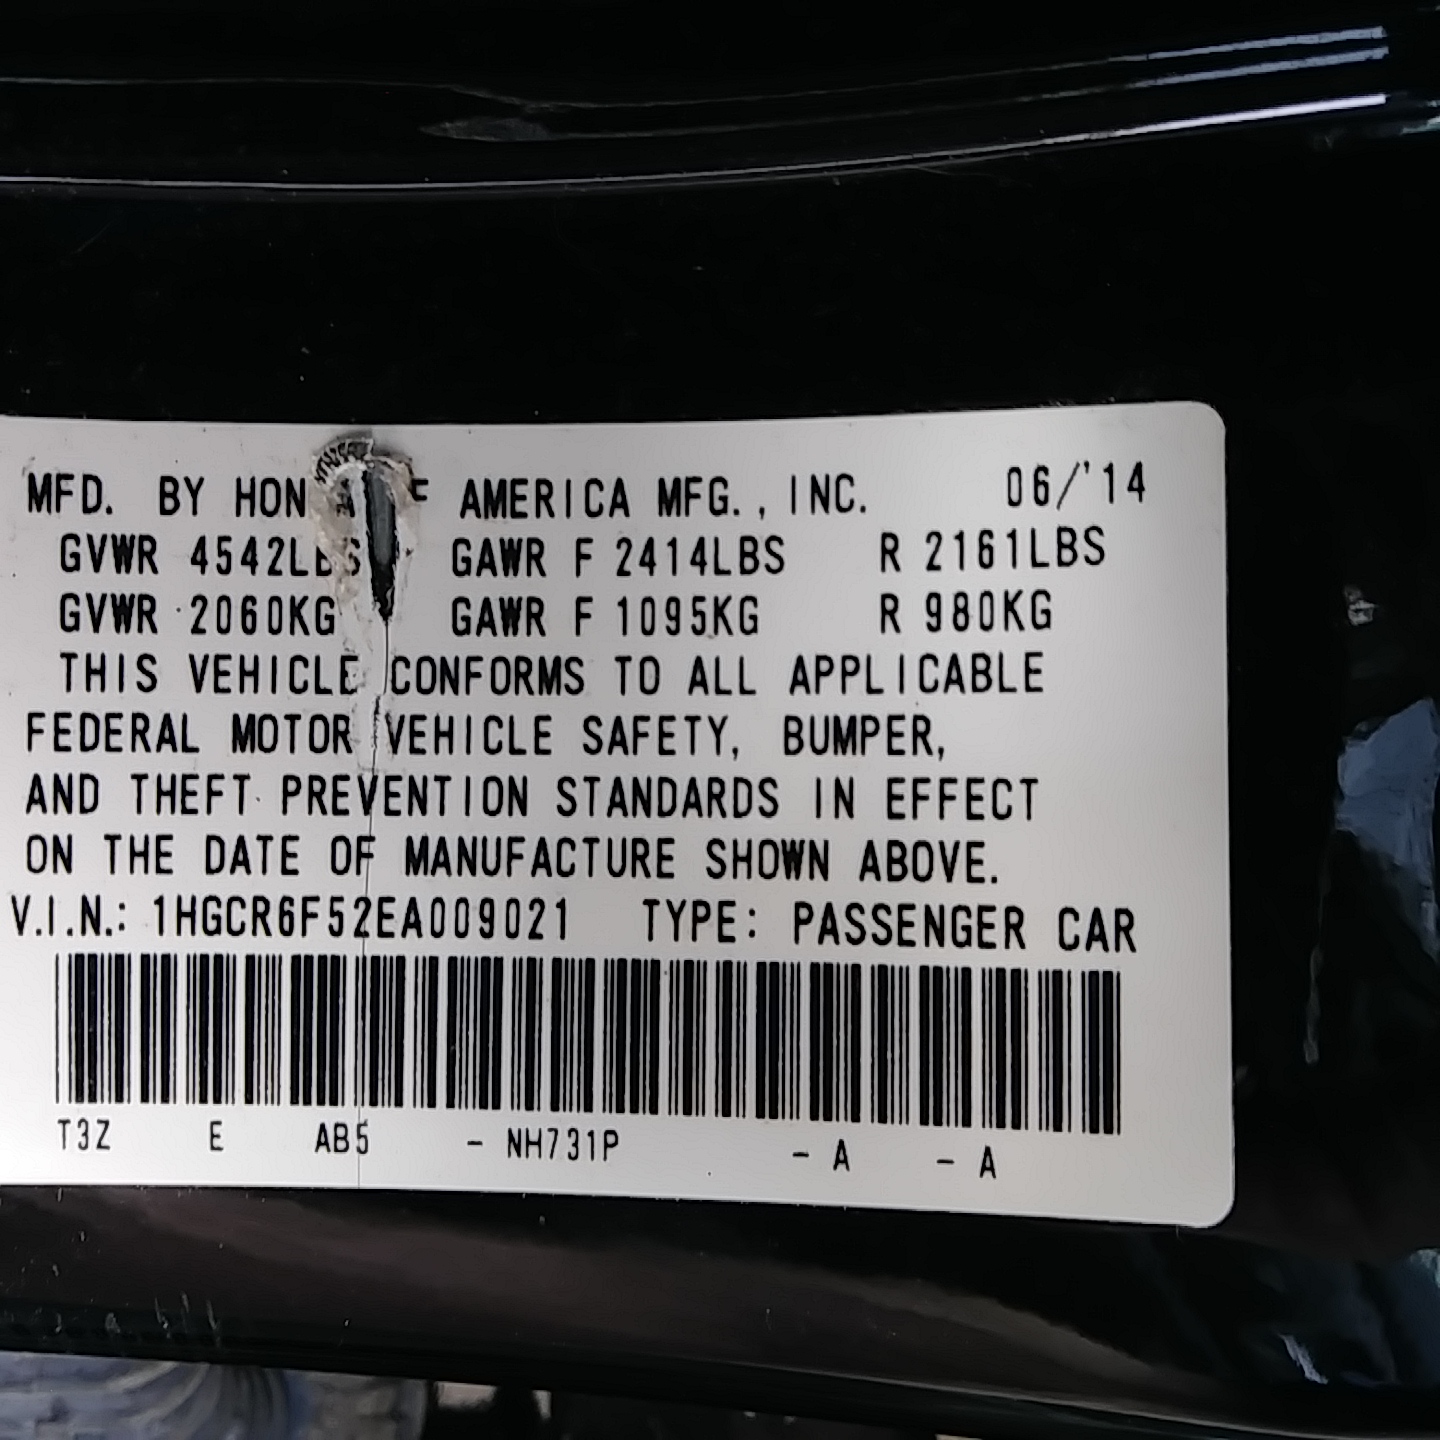 MFD. BY HON F AMERICA MFG., INC. 06/'14
GVWR 4542LBS GAWR F 2414LBS R 2161LBS
GVWR 2060KG GAWR F 1095KG R 980KG
THIS VEHICLE CONFORMS TO ALL APPLICABLE
FEDERAL MOTOR VEHICLE SAFETY, BUMPER,
AND THEFT PREVENTION STANDARDS IN EFFECT
ON THE DATE OF MANUFACTURE SHOWN ABOVE.
V.I.N.: 1HGCR6F52EA009021 TYPE: PASSENGER CAR
T3Z E AB5 - NH731P - A - A